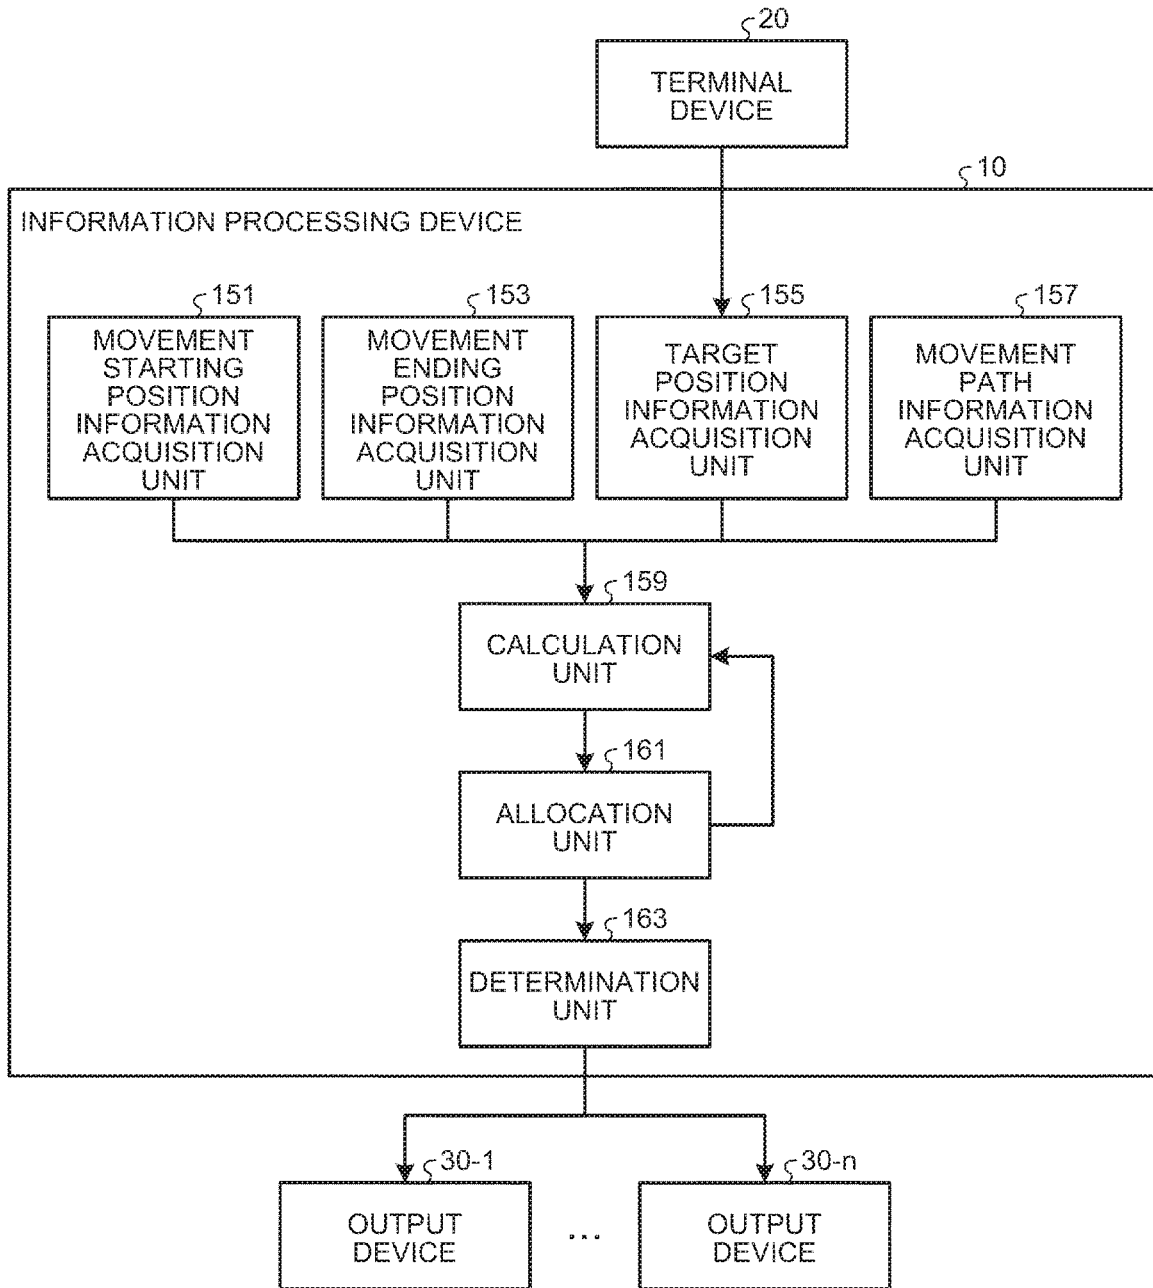 20
TERMINAL
DEVICE
10
INFORMATION PROCESSING DEVICE
151
MOVEMENT
STARTING
POSITION
INFORMATION
ACQUISITION
UNIT
153
MOVEMENT
ENDING
POSITION
INFORMATION
ACQUISITION
UNIT
155
TARGET
POSITION
INFORMATION
ACQUISITION
UNIT
157
MOVEMENT
PATH
INFORMATION
ACQUISITION
UNIT
159
CALCULATION
UNIT
161
ALLOCATION
UNIT
163
DETERMINATION
UNIT
30-1
OUTPUT
DEVICE
...
30-n
OUTPUT
DEVICE